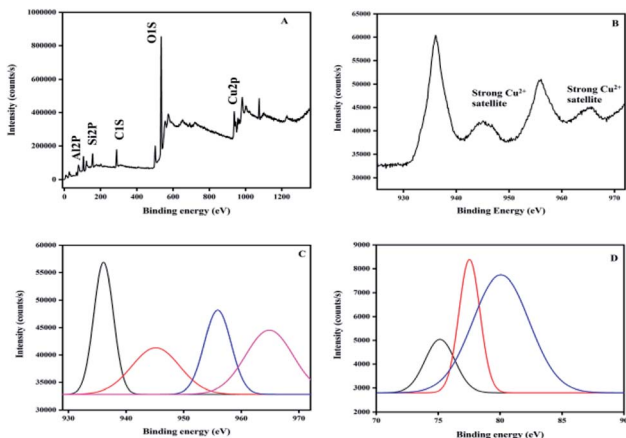 A
1000000
800000
600000
400000
200000
0
Intensity (counts/s)
Al2P
Si2P
C1S
O1S
Cu2p
0 200 400 600 800 1000 1200
Binding energy (eV)
B
65000
60000
55000
50000
45000
40000
35000
30000
Intensity (counts/s)
Strong Cu²⁺
satellite
Strong Cu²⁺
satellite
930 940 950 960 970
Binding Energy (eV)
C
60000
55000
50000
45000
40000
35000
30000
Intensity (counts/s)
930 940 950 960 970
Binding energy (eV)
D
9000
8000
7000
6000
5000
4000
3000
2000
Intensity (counts/s)
70 75 80 85 90
Binding energy (eV)